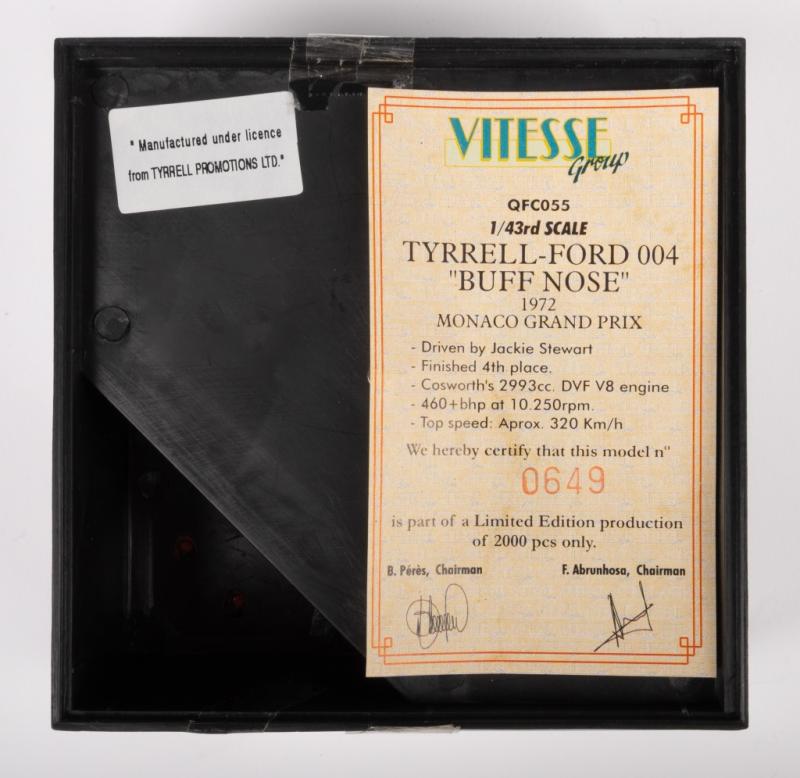 " Manufactured under licence
from TYRRELL PROMOTIONS LTD."
VITESSE
Group
QFC055
1/43rd SCALE
TYRRELL-FORD 004
"BUFF NOSE"
1972
MONACO GRAND PRIX
- Driven by Jackie Stewart
- Finished 4th place.
- Cosworth's 2993cc. DVF V8 engine
- 460+bhp at 10.250rpm.
- Top speed: Aprox. 320 Km/h
We hereby certify that this model n"
0649
is part of a Limited Edition production
of 2000 pcs only.
B. Pérès, Chairman F. Abrunhosa, Chairman